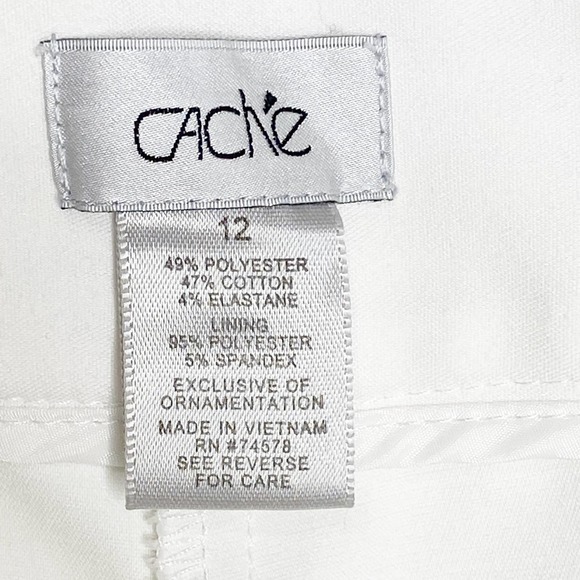 CACHÉ
12
49% POLYESTER
47% COTTON
4% ELASTANE
LINING
95% POLYESTER
5% SPANDEX
EXCLUSIVE OF
ORNAMENTATION
MADE IN VIETNAM
RN #74578
SEE REVERSE
FOR CARE